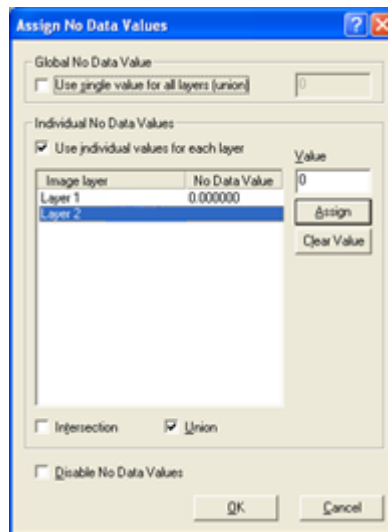 Assign No Data Values
Global No Data Value
Use single value for all layers (union)
0
Individual No Data Values
Use individual values for each layer
Value
Image layer No Data Value
0
Layer 1 0.000000
Layer 2
Assign
Clear Value
Intersection Union
Disable No Data Values
OK Cancel